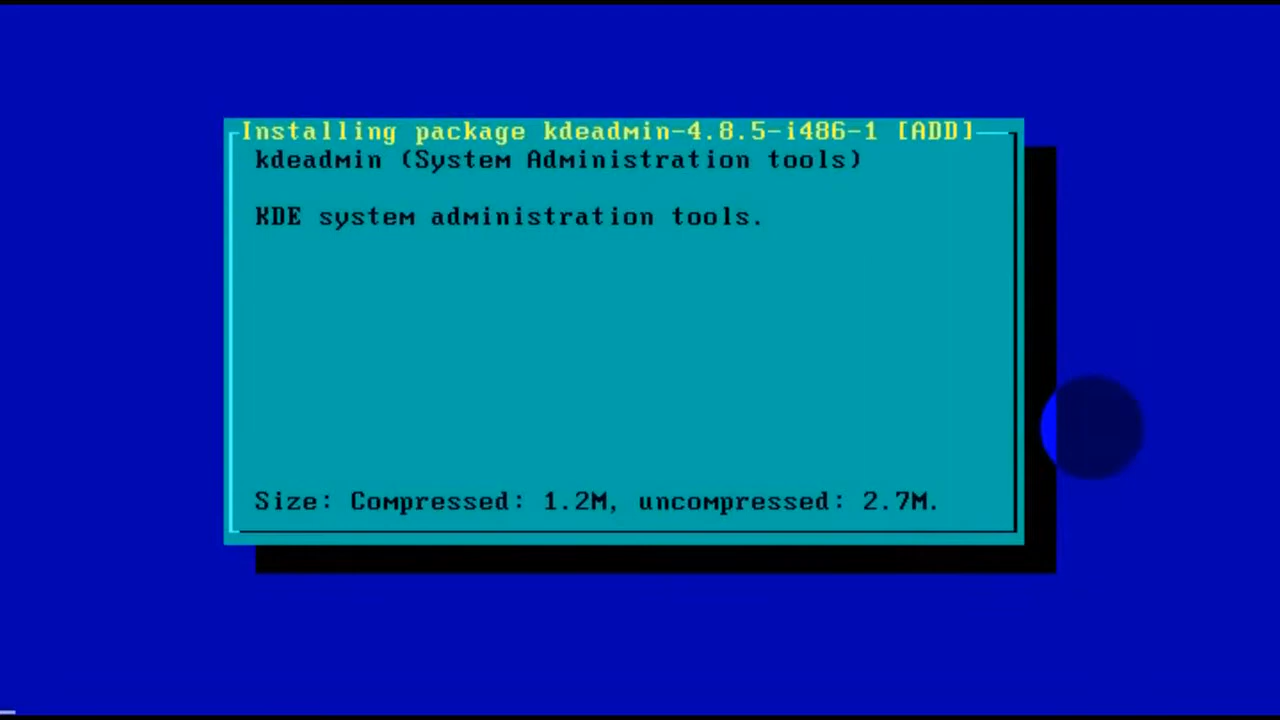 Installing package kdeadmin-4.8.5-i486-1 [ADD]
kdeadmin (System Administration tools)
KDE system administration tools.
Size: Compressed: 1.2M, uncompressed: 2.7M.